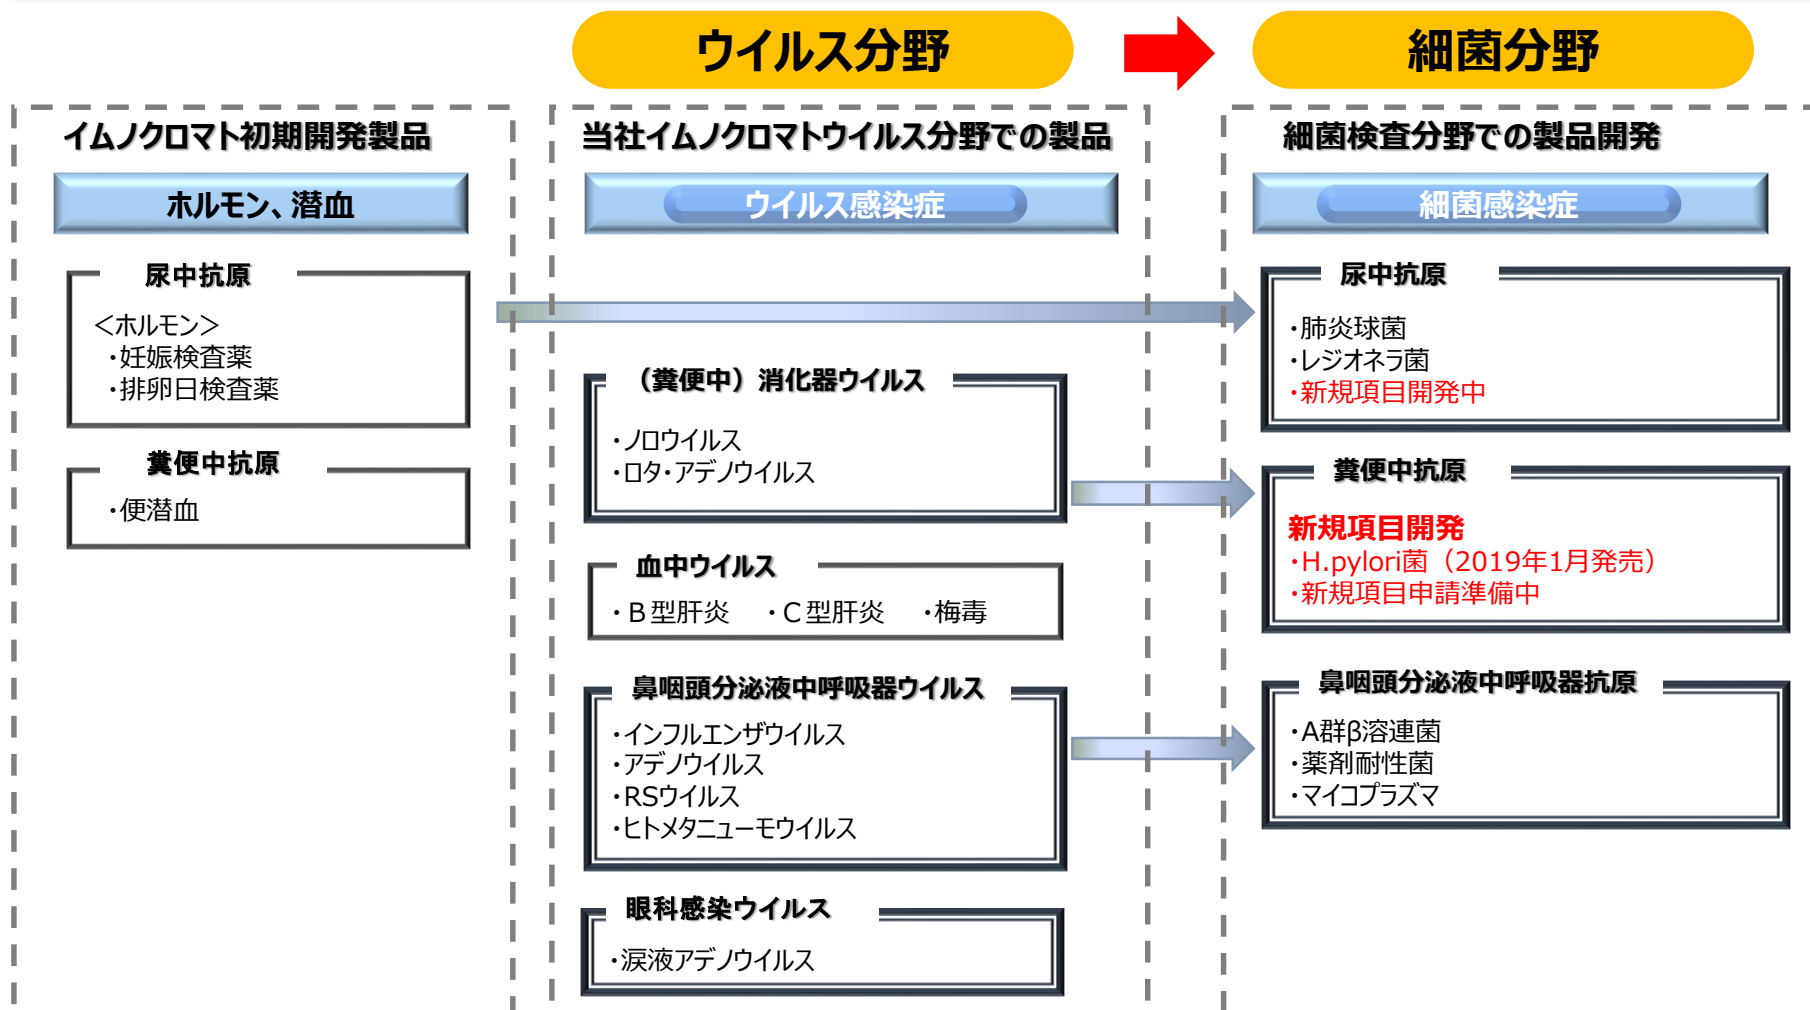 ウイルス分野
細菌分野
イムノクロマト初期開発製品
ホルモン、潜血
尿中抗原
＜ホルモン＞
・妊娠検査薬
・排卵日検査薬
糞便中抗原
・便潜血
当社イムノクロマトウイルス分野での製品
ウイルス感染症
（糞便中）消化器ウイルス
・ノロウイルス
・ロタ・アデノウイルス
血中ウイルス
・Ｂ型肝炎　・Ｃ型肝炎　・梅毒
鼻咽頭分泌液中呼吸器ウイルス
・インフルエンザウイルス
・アデノウイルス
・RSウイルス
・ヒトメタニューモウイルス
眼科感染ウイルス
・涙液アデノウイルス
細菌検査分野での製品開発
細菌感染症
尿中抗原
・肺炎球菌
・レジオネラ菌
・新規項目開発中
糞便中抗原
新規項目開発
・H.pylori菌（2019年1月発売）
・新規項目申請準備中
鼻咽頭分泌液中呼吸器抗原
・A群β溶連菌
・薬剤耐性菌
・マイコプラズマ